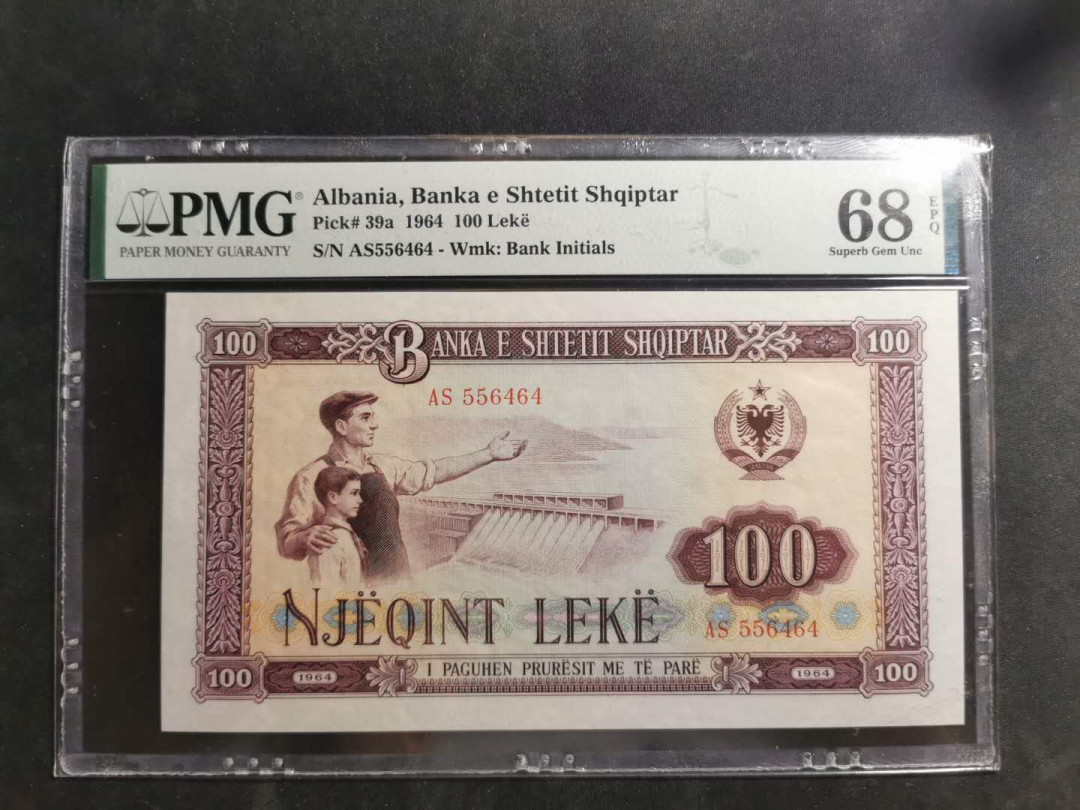 PMG®
PAPER MONEY GUARANTY
Albania, Banka e Shtetit Shqiptar
Pick# 39a 1964 100 Lekë
S/N AS556464 - Wmk: Bank Initials
68
EPQ
Superb Gem Unc
100 BANKA E SHTETIT SHQIPTAR 100
AS 556464
100
NJËQINT LEKË
AS 556464
I PAGUHEN PRURËSIT ME TË PARË
100 1964 1964 100